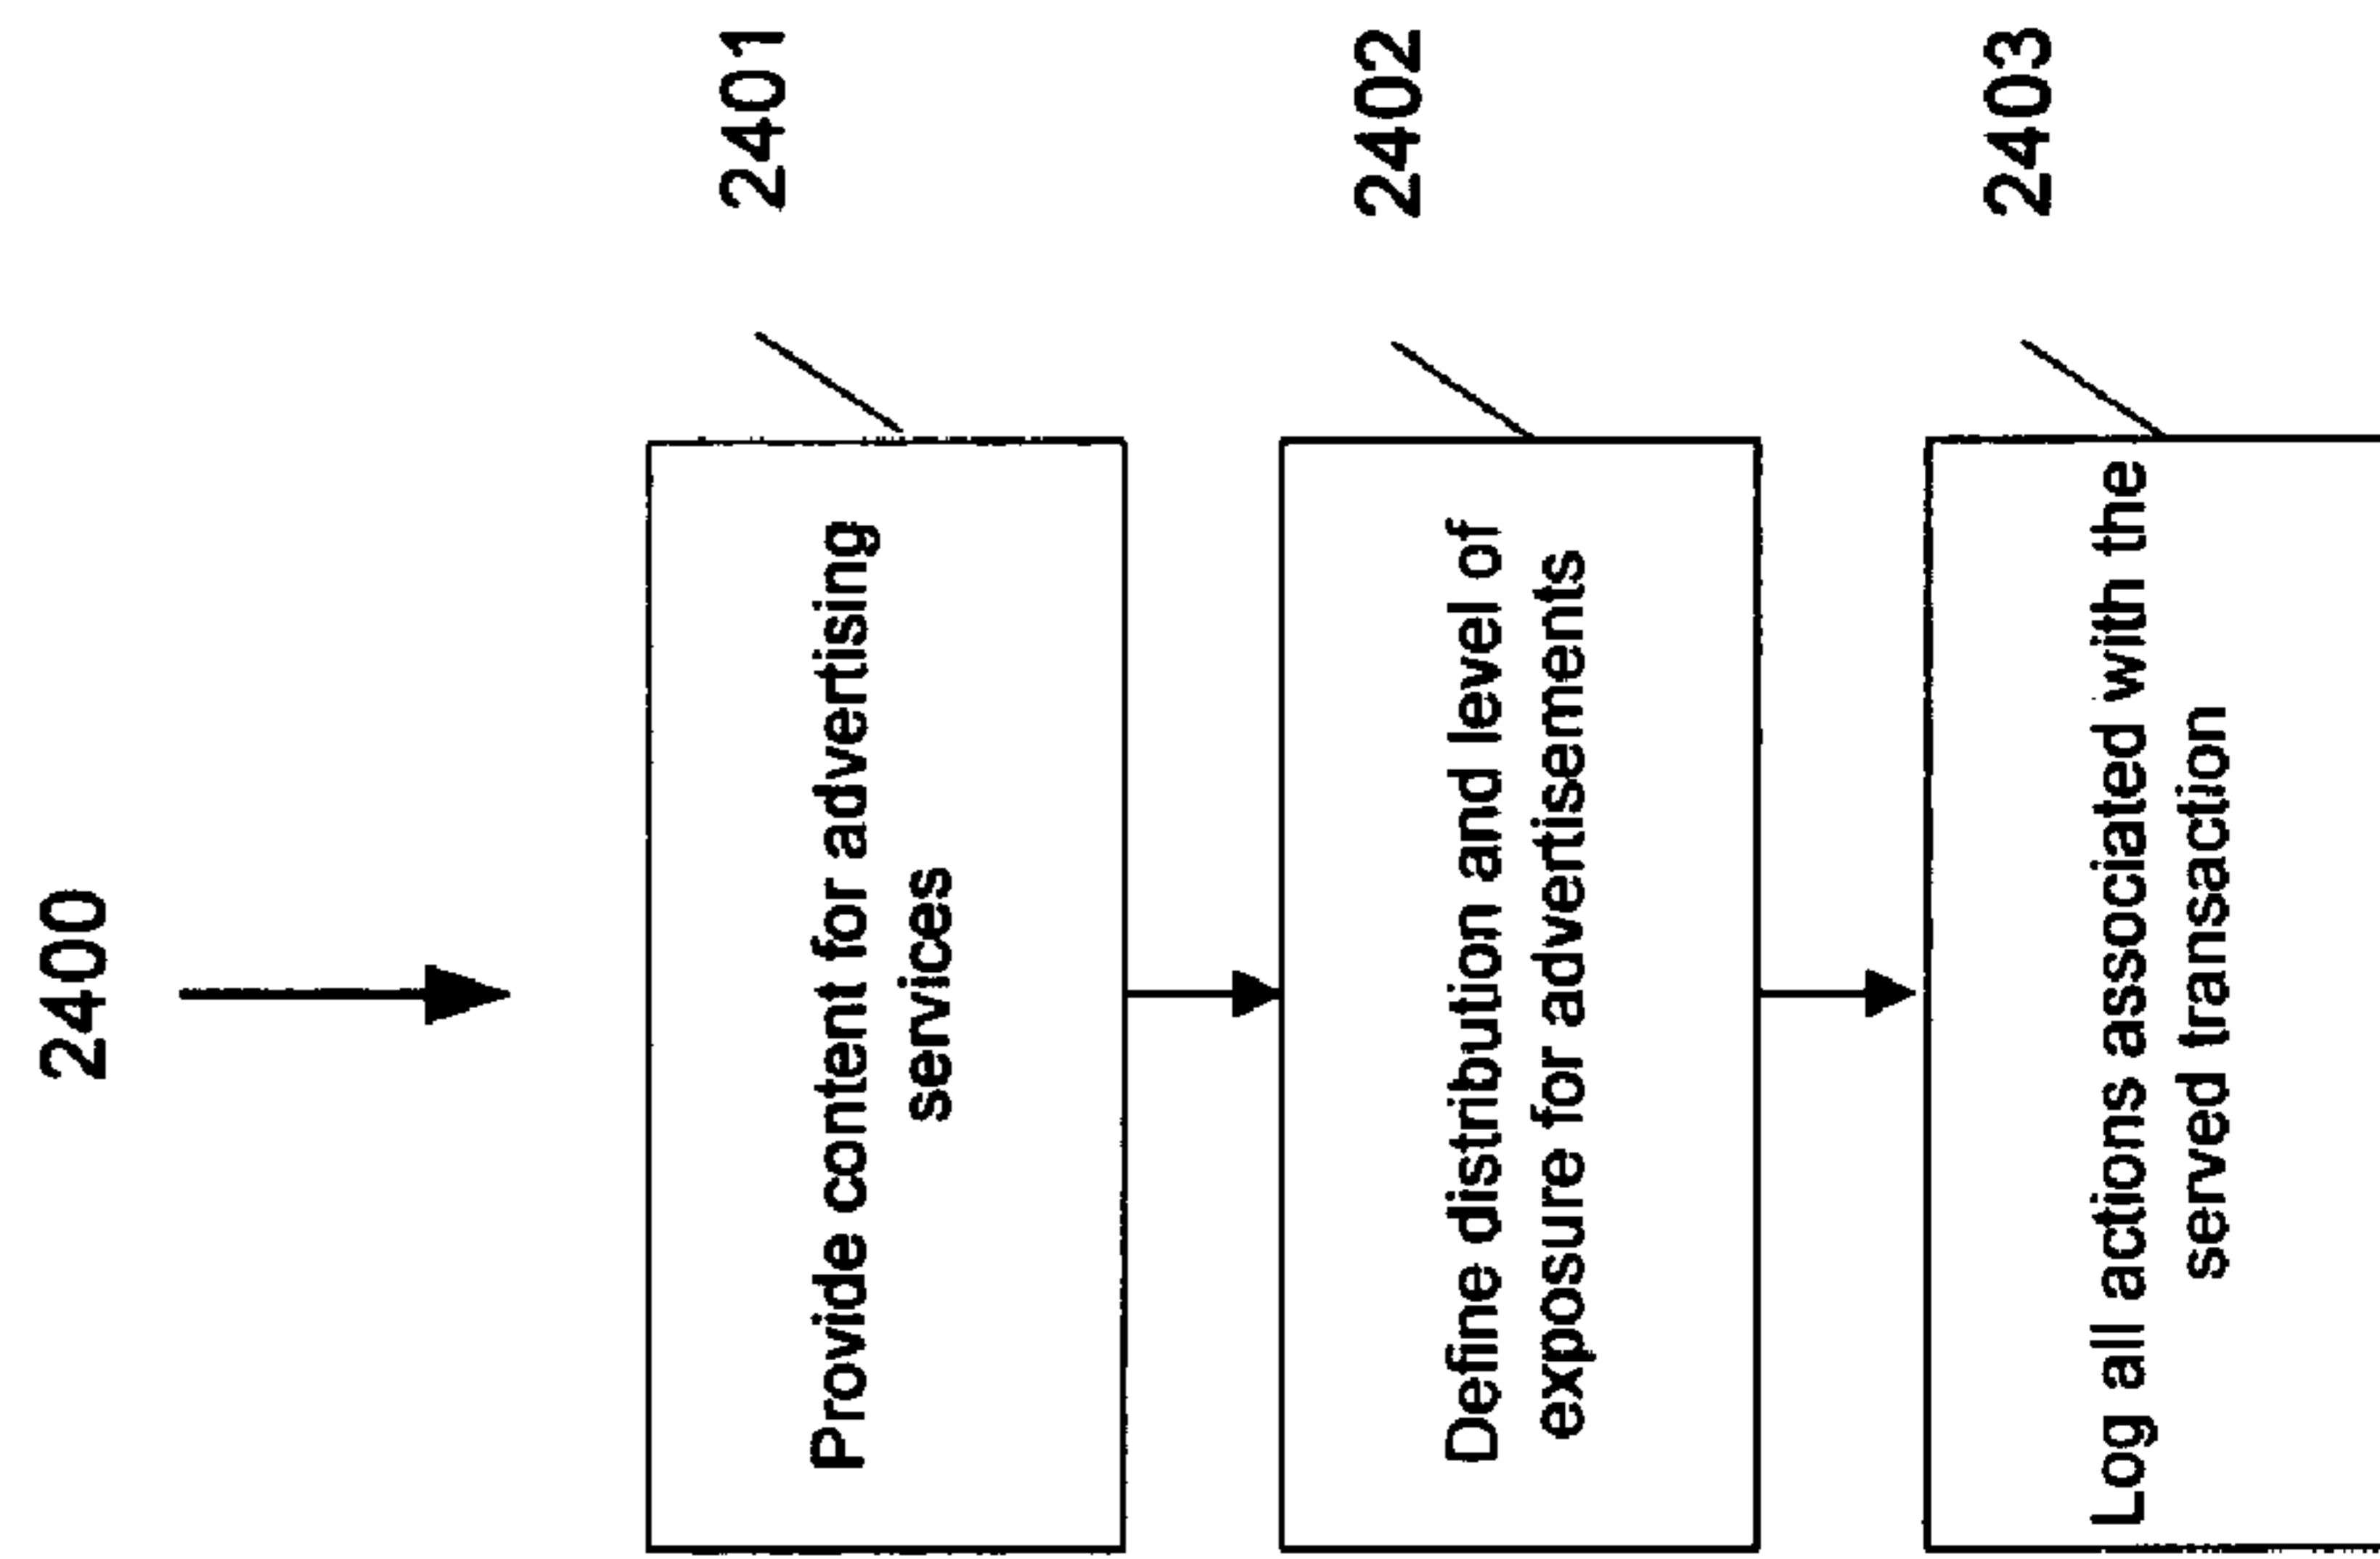 2400
2401
Provide content for advertising
services
2402
Define distribution and level of
exposure for advertisements
2403
Log all actions associated with the
served transaction